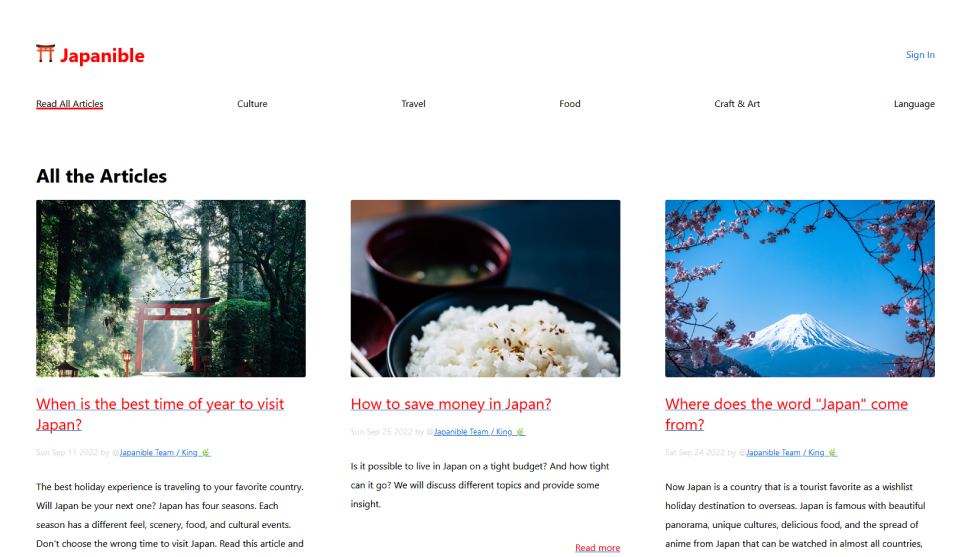 Japanible
Sign In
Read All Articles
Culture
Travel
Food
Craft & Art
Language
All the Articles
When is the best time of year to visit
Japan?
Sun Sep 11 2022 by @Japanible Team / King 🌿
The best holiday experience is traveling to your favorite country.
Will Japan be your next one? Japan has four seasons. Each
season has a different feel, scenery, food, and cultural events.
Don't choose the wrong time to visit Japan. Read this article and
How to save money in Japan?
Sun Sep 25 2022 by @Japanible Team / King 🌿
Is it possible to live in Japan on a tight budget? And how tight
can it go? We will discuss different topics and provide some
insight.
Read more
Where does the word "Japan" come
from?
Sat Sep 24 2022 by @Japanible Team / King 🌿
Now Japan is a country that is a tourist favorite as a wishlist
holiday destination to overseas. Japan is famous with beautiful
panorama, unique cultures, delicious food, and the spread of
anime from Japan that can be watched in almost all countries,